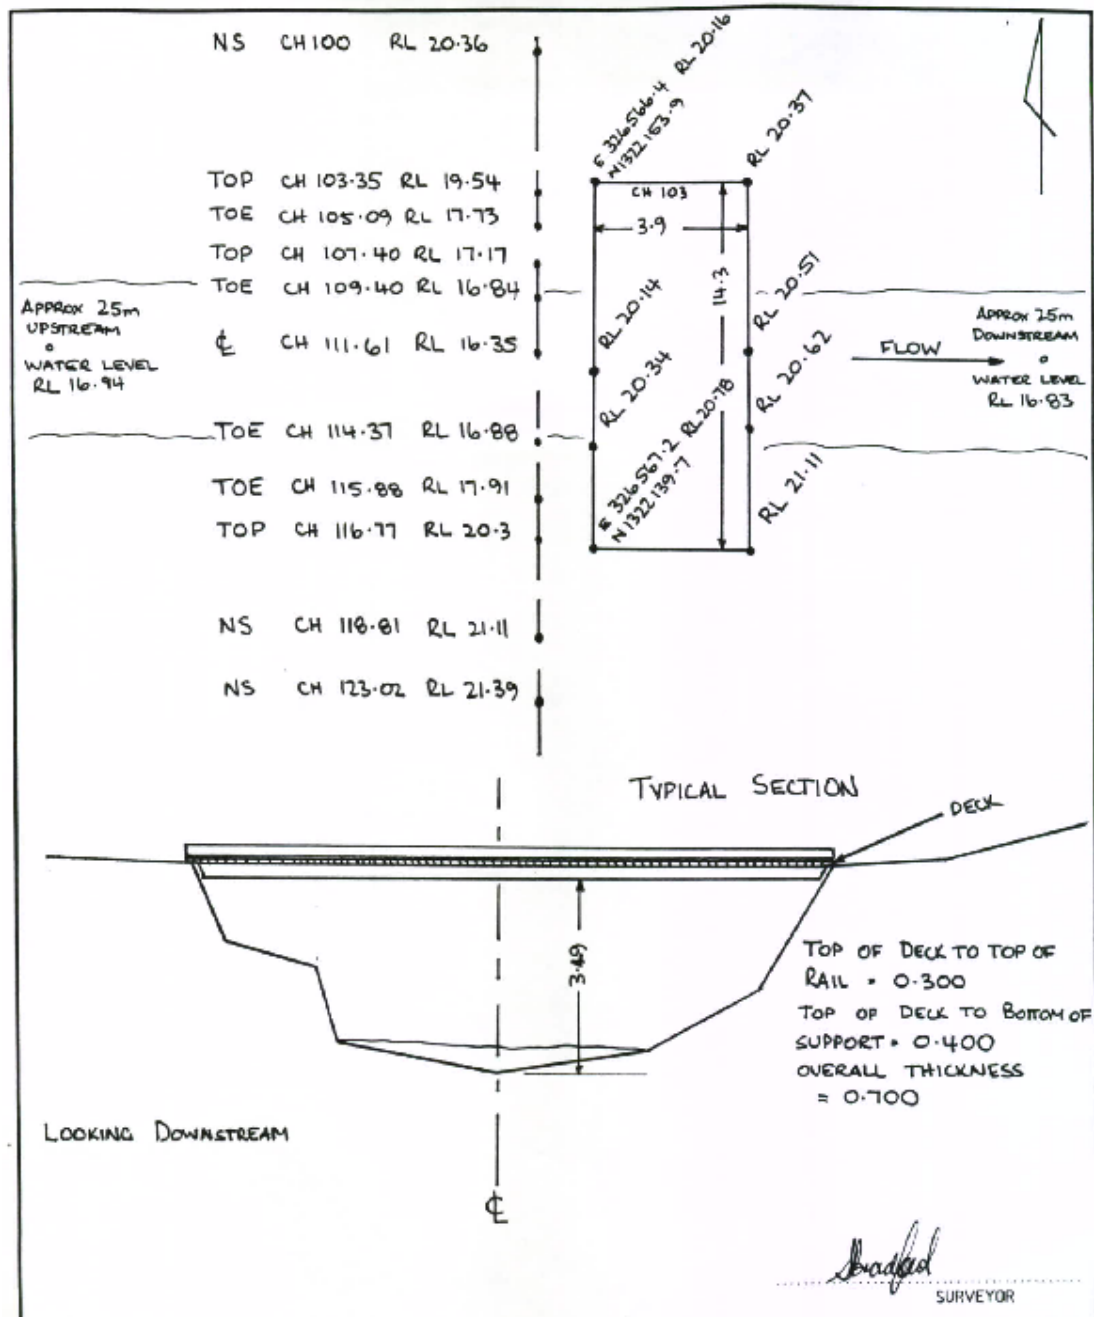 NS CH 100 RL 20.36
E 326566.4 RL 20.16
N1322153.9
RL 20.37
TOP CH 103.35 RL 19.54
CH 103
TOE CH 105.09 RL 17.73
3.9
TOP CH 107.40 RL 17.17
TOE CH 109.40 RL 16.84
14.3
RL 20.14
RL 20.51
APPROX 25m
UPSTREAM
WATER LEVEL
RL 16.94
℄ CH 111.61 RL 16.35
RL 20.34
RL 20.62
FLOW
APPROX 25m
DOWNSTREAM
WATER LEVEL
RL 16.83
TOE CH 114.37 RL 16.88
E 326567.2 RL 20.78
N1322139.7
RL 21.11
TOE CH 115.88 RL 17.91
TOP CH 116.77 RL 20.3
NS CH 118.81 RL 21.11
NS CH 123.02 RL 21.39
TYPICAL SECTION
DECK
3.49
TOP OF DECK TO TOP OF
RAIL = 0.300
TOP OF DECK TO BOTTOM OF
SUPPORT = 0.400
OVERALL THICKNESS
= 0.700
LOOKING DOWNSTREAM
℄
SURVEYOR